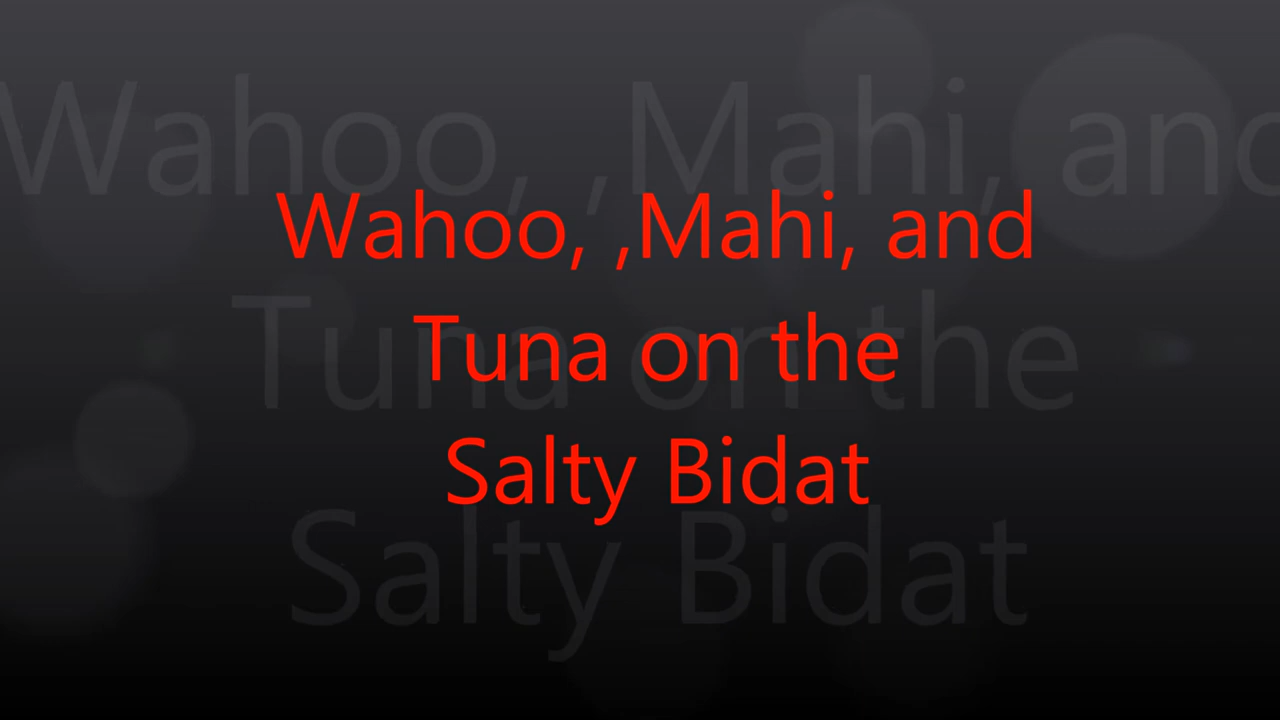 Wahoo, ,Mahi, and
Tuna on the
Salty Bidat